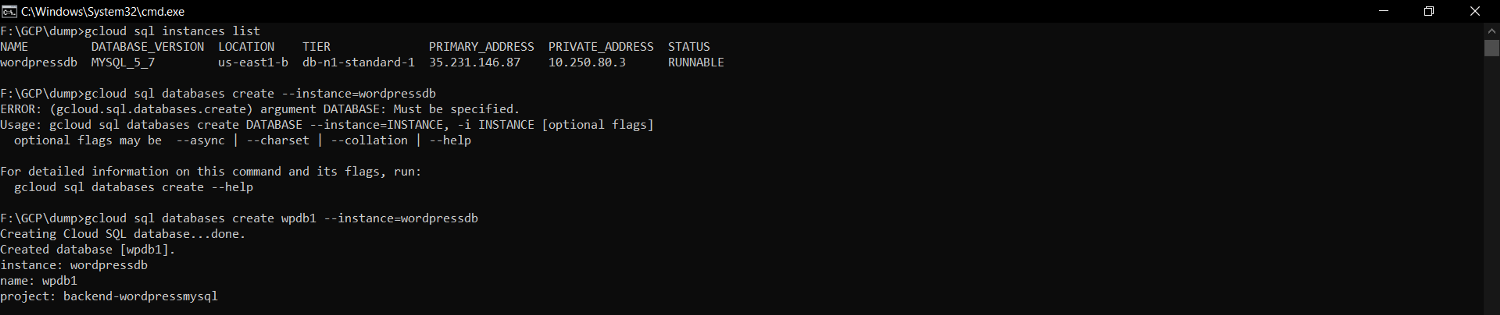 C:\Windows\System32\cmd.exe
F:\GCP\dump>gcloud sql instances list
NAME         DATABASE_VERSION  LOCATION    TIER              PRIMARY_ADDRESS  PRIVATE_ADDRESS  STATUS
wordpressdb  MYSQL_5_7         us-east1-b  db-n1-standard-1  35.231.146.87    10.250.80.3      RUNNABLE
F:\GCP\dump>gcloud sql databases create --instance=wordpressdb
ERROR: (gcloud.sql.databases.create) argument DATABASE: Must be specified.
Usage: gcloud sql databases create DATABASE --instance=INSTANCE, -i INSTANCE [optional flags]
  optional flags may be  --async | --charset | --collation | --help
For detailed information on this command and its flags, run:
  gcloud sql databases create --help
F:\GCP\dump>gcloud sql databases create wpdb1 --instance=wordpressdb
Creating Cloud SQL database...done.
Created database [wpdb1].
instance: wordpressdb
name: wpdb1
project: backend-wordpressmysql